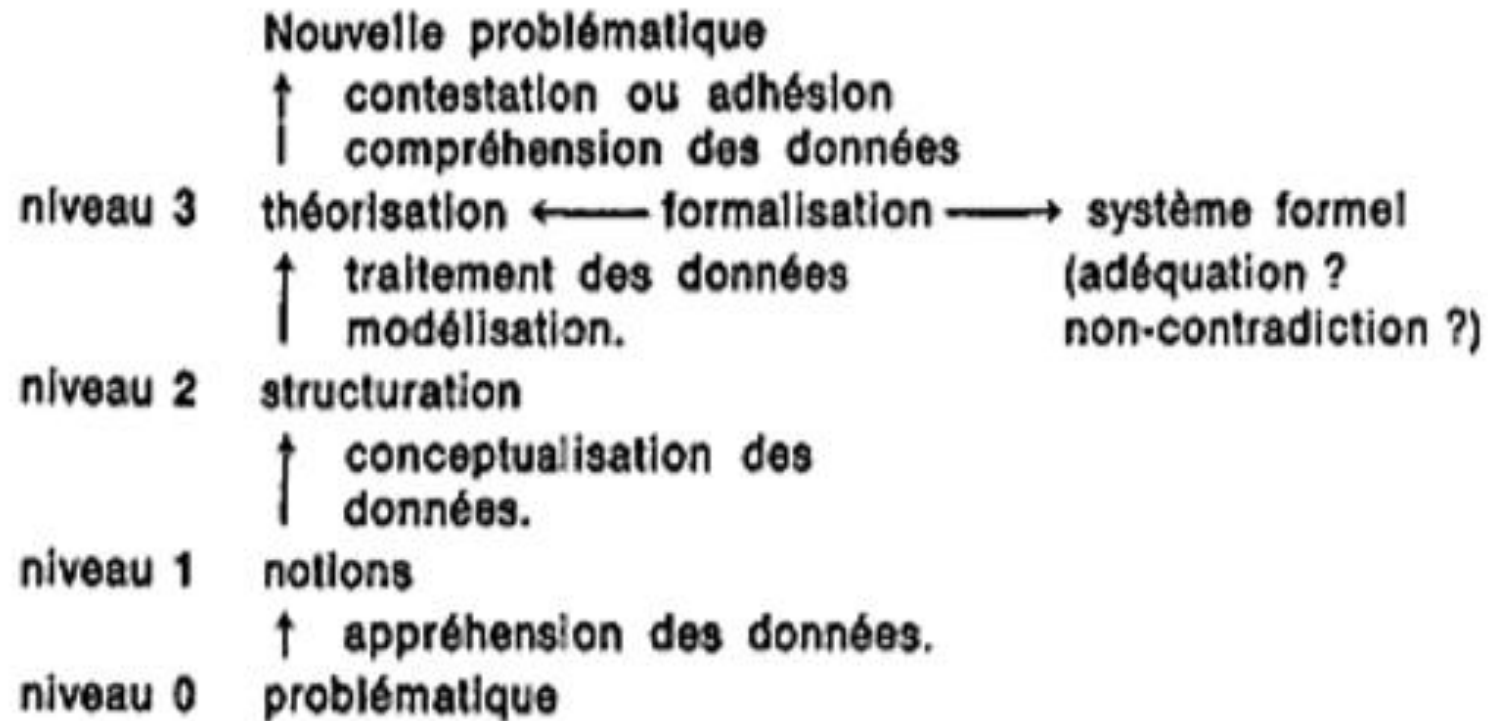 Nouvelle problématique
↑ contestation ou adhésion
compréhension des données
niveau 3 théorisation ← formalisation → système formel
↑ traitement des données (adéquation ?
modélisation. non-contradiction ?)
niveau 2 structuration
↑ conceptualisation des
données.
niveau 1 notions
↑ appréhension des données.
niveau 0 problématique